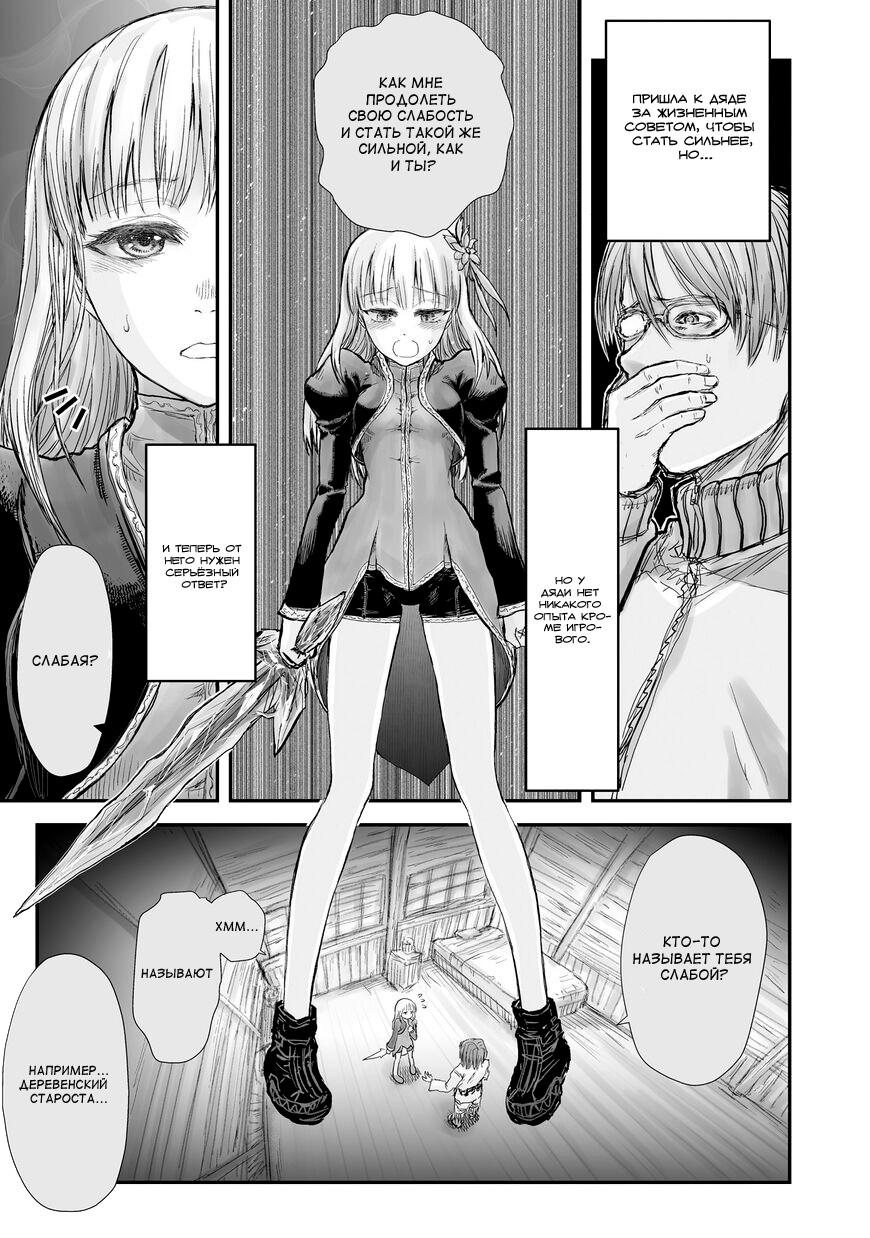 ПРИШЛА К ДЯДЕ
ЗА ЖИЗНЕННЫМ
СОВЕТОМ, ЧТОБЫ
СТАТЬ СИЛЬНЕЕ,
НО...
КАК МНЕ
ПРОДОЛЕТЬ
СВОЮ СЛАБОСТЬ
И СТАТЬ ТАКОЙ ЖЕ
СИЛЬНОЙ, КАК
И ТЫ?
НО У
ДЯДИ НЕТ
НИКАКОГО
ОПЫТА КРО-
МЕ ИГРО-
ВОГО.
И ТЕПЕРЬ ОТ
НЕГО НУЖЕН
СЕРЬЁЗНЫЙ
ОТВЕТ?
СЛАБАЯ?
КТО-ТО
НАЗЫВАЕТ ТЕБЯ
СЛАБОЙ?
ХММ...
НАЗЫВАЮТ
НАПРИМЕР...
ДЕРЕВЕНСКИЙ
СТАРОСТА...